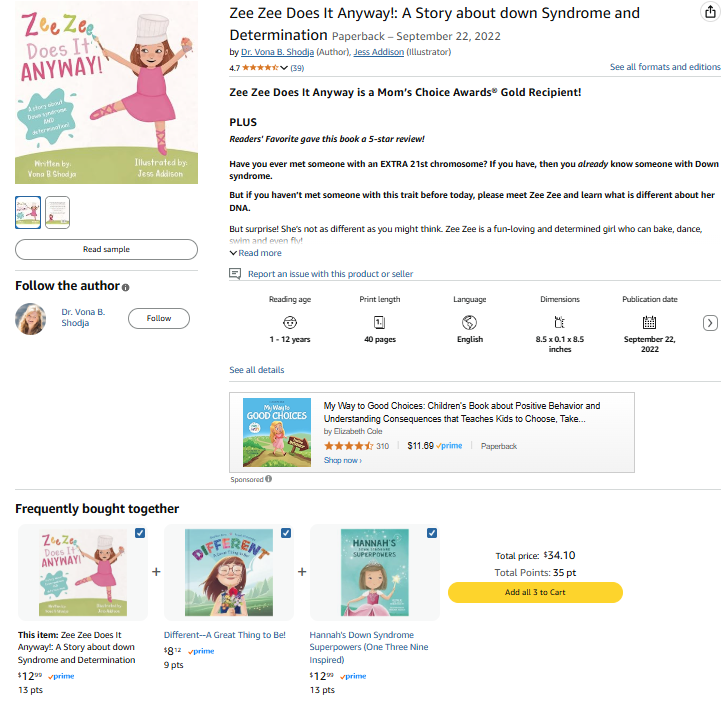 Zee Zee
Does It
ANYWAY!
A story about
Down syndrome
AND
determination!
Written by:
Vona B Shodja
Illustrated by:
Jess Addison
Read sample
Follow the author
Dr. Vona B.
Shodja
Follow
Zee Zee Does It Anyway!: A Story about down Syndrome and
Determination Paperback – September 22, 2022
by Dr. Vona B. Shodja (Author), Jess Addison (Illustrator)
4.7 (39)
See all formats and editions
Zee Zee Does It Anyway is a Mom's Choice Awards® Gold Recipient!
PLUS
Readers' Favorite gave this book a 5-star review!
Have you ever met someone with an EXTRA 21st chromosome? If you have, then you already know someone with Down
syndrome.
But if you haven't met someone with this trait before today, please meet Zee Zee and learn what is different about her
DNA.
But surprise! She's not as different as you might think. Zee Zee is a fun-loving and determined girl who can bake, dance,
swim and even fly!
Read more
Report an issue with this product or seller
Reading age
1 - 12 years
Print length
40 pages
Language
English
Dimensions
8.5 x 0.1 x 8.5
inches
Publication date
September 22,
2022
See all details
My Way to
GOOD CHOICES
My Way to Good Choices: Children's Book about Positive Behavior and
Understanding Consequences that Teaches Kids to Choose, Take...
by Elizabeth Cole
310
$11.69 prime
Paperback
Shop now ›
Sponsored
Frequently bought together
Zee Zee
Does It
ANYWAY!
+
DIFFERENT
+
HANNAH'S
SUPERPOWERS
This item: Zee Zee Does It
Anyway!: A Story about down
Syndrome and Determination
$12.99 prime
13 pts
Different--A Great Thing to Be!
$8.12 prime
9 pts
Hannah's Down Syndrome
Superpowers (One Three Nine
Inspired)
$12.99 prime
13 pts
Total price: $34.10
Total Points: 35 pt
Add all 3 to Cart